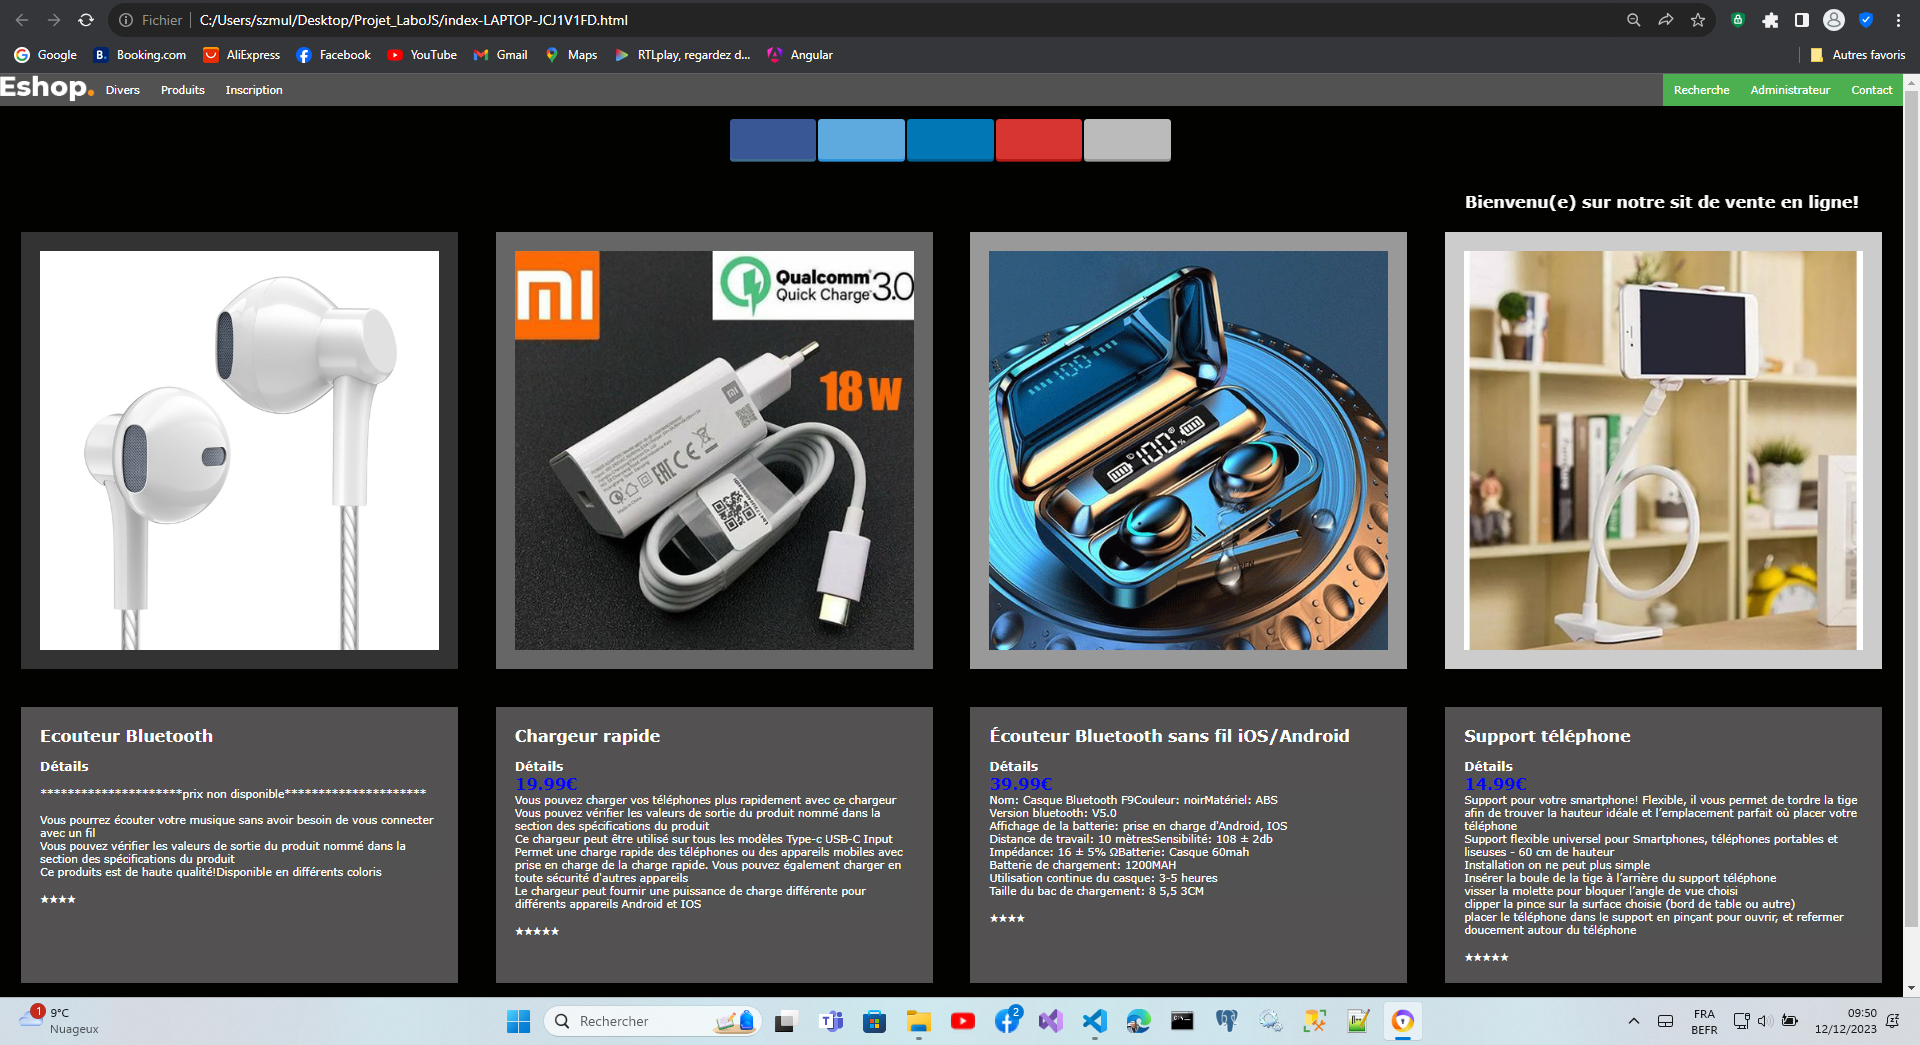 Fichier C:/Users/szmul/Desktop/Projet_LaboJS/index-LAPTOP-JCJ1V1FD.html
Google Booking.com AliExpress Facebook YouTube Gmail Maps RTLplay, regardez d... Angular Autres favoris
Eshop. Divers Produits Inscription Recherche Administrateur Contact
Bienvenu(e) sur notre sit de vente en ligne!
Qualcomm
Quick Charge 3.0
18W
100%
100
Ecouteur Bluetooth
Détails
*********************prix non disponible*********************
Vous pourrez écouter votre musique sans avoir besoin de vous connecter
avec un fil
Vous pouvez vérifier les valeurs de sortie du produit nommé dans la
section des spécifications du produit
Ce produits est de haute qualité!Disponible en différents coloris
★★★★
Chargeur rapide
Détails
19.99€
Vous pouvez charger vos téléphones plus rapidement avec ce chargeur
Vous pouvez vérifier les valeurs de sortie du produit nommé dans la
section des spécifications du produit
Ce chargeur peut être utilisé sur tous les modèles Type-c USB-C Input
Permet une charge rapide des téléphones ou des appareils mobiles avec
prise en charge de la charge rapide. Vous pouvez également charger en
toute sécurité d'autres appareils
Le chargeur peut fournir une puissance de charge différente pour
différents appareils Android et IOS
★★★★★
Écouteur Bluetooth sans fil iOS/Android
Détails
39.99€
Nom: Casque Bluetooth F9Couleur: noirMatériel: ABS
Version bluetooth: V5.0
Affichage de la batterie: prise en charge d'Android, IOS
Distance de travail: 10 mètresSensibilité: 108 ± 2db
Impédance: 16 ± 5% ΩBatterie: Casque 60mah
Batterie de chargement: 1200MAH
Utilisation continue du casque: 3-5 heures
Taille du bac de chargement: 8 5,5 3CM
★★★★
Support téléphone
Détails
14.99€
Support pour votre smartphone! Flexible, il vous permet de tordre la tige
afin de trouver la hauteur idéale et l’emplacement parfait où placer votre
téléphone
Support flexible universel pour Smartphones, téléphones portables et
liseuses - 60 cm de hauteur
Installation on ne peut plus simple
Insérer la boule de la tige à l’arrière du support téléphone
visser la molette pour bloquer l’angle de vue choisi
clipper la pince sur la surface choisie (bord de table ou autre)
placer le téléphone dans le support en pinçant pour ouvrir, et refermer
doucement autour du téléphone
★★★★★
1 9°C
Nuageux
Rechercher
2
FRA
BEFR
09:50
12/12/2023